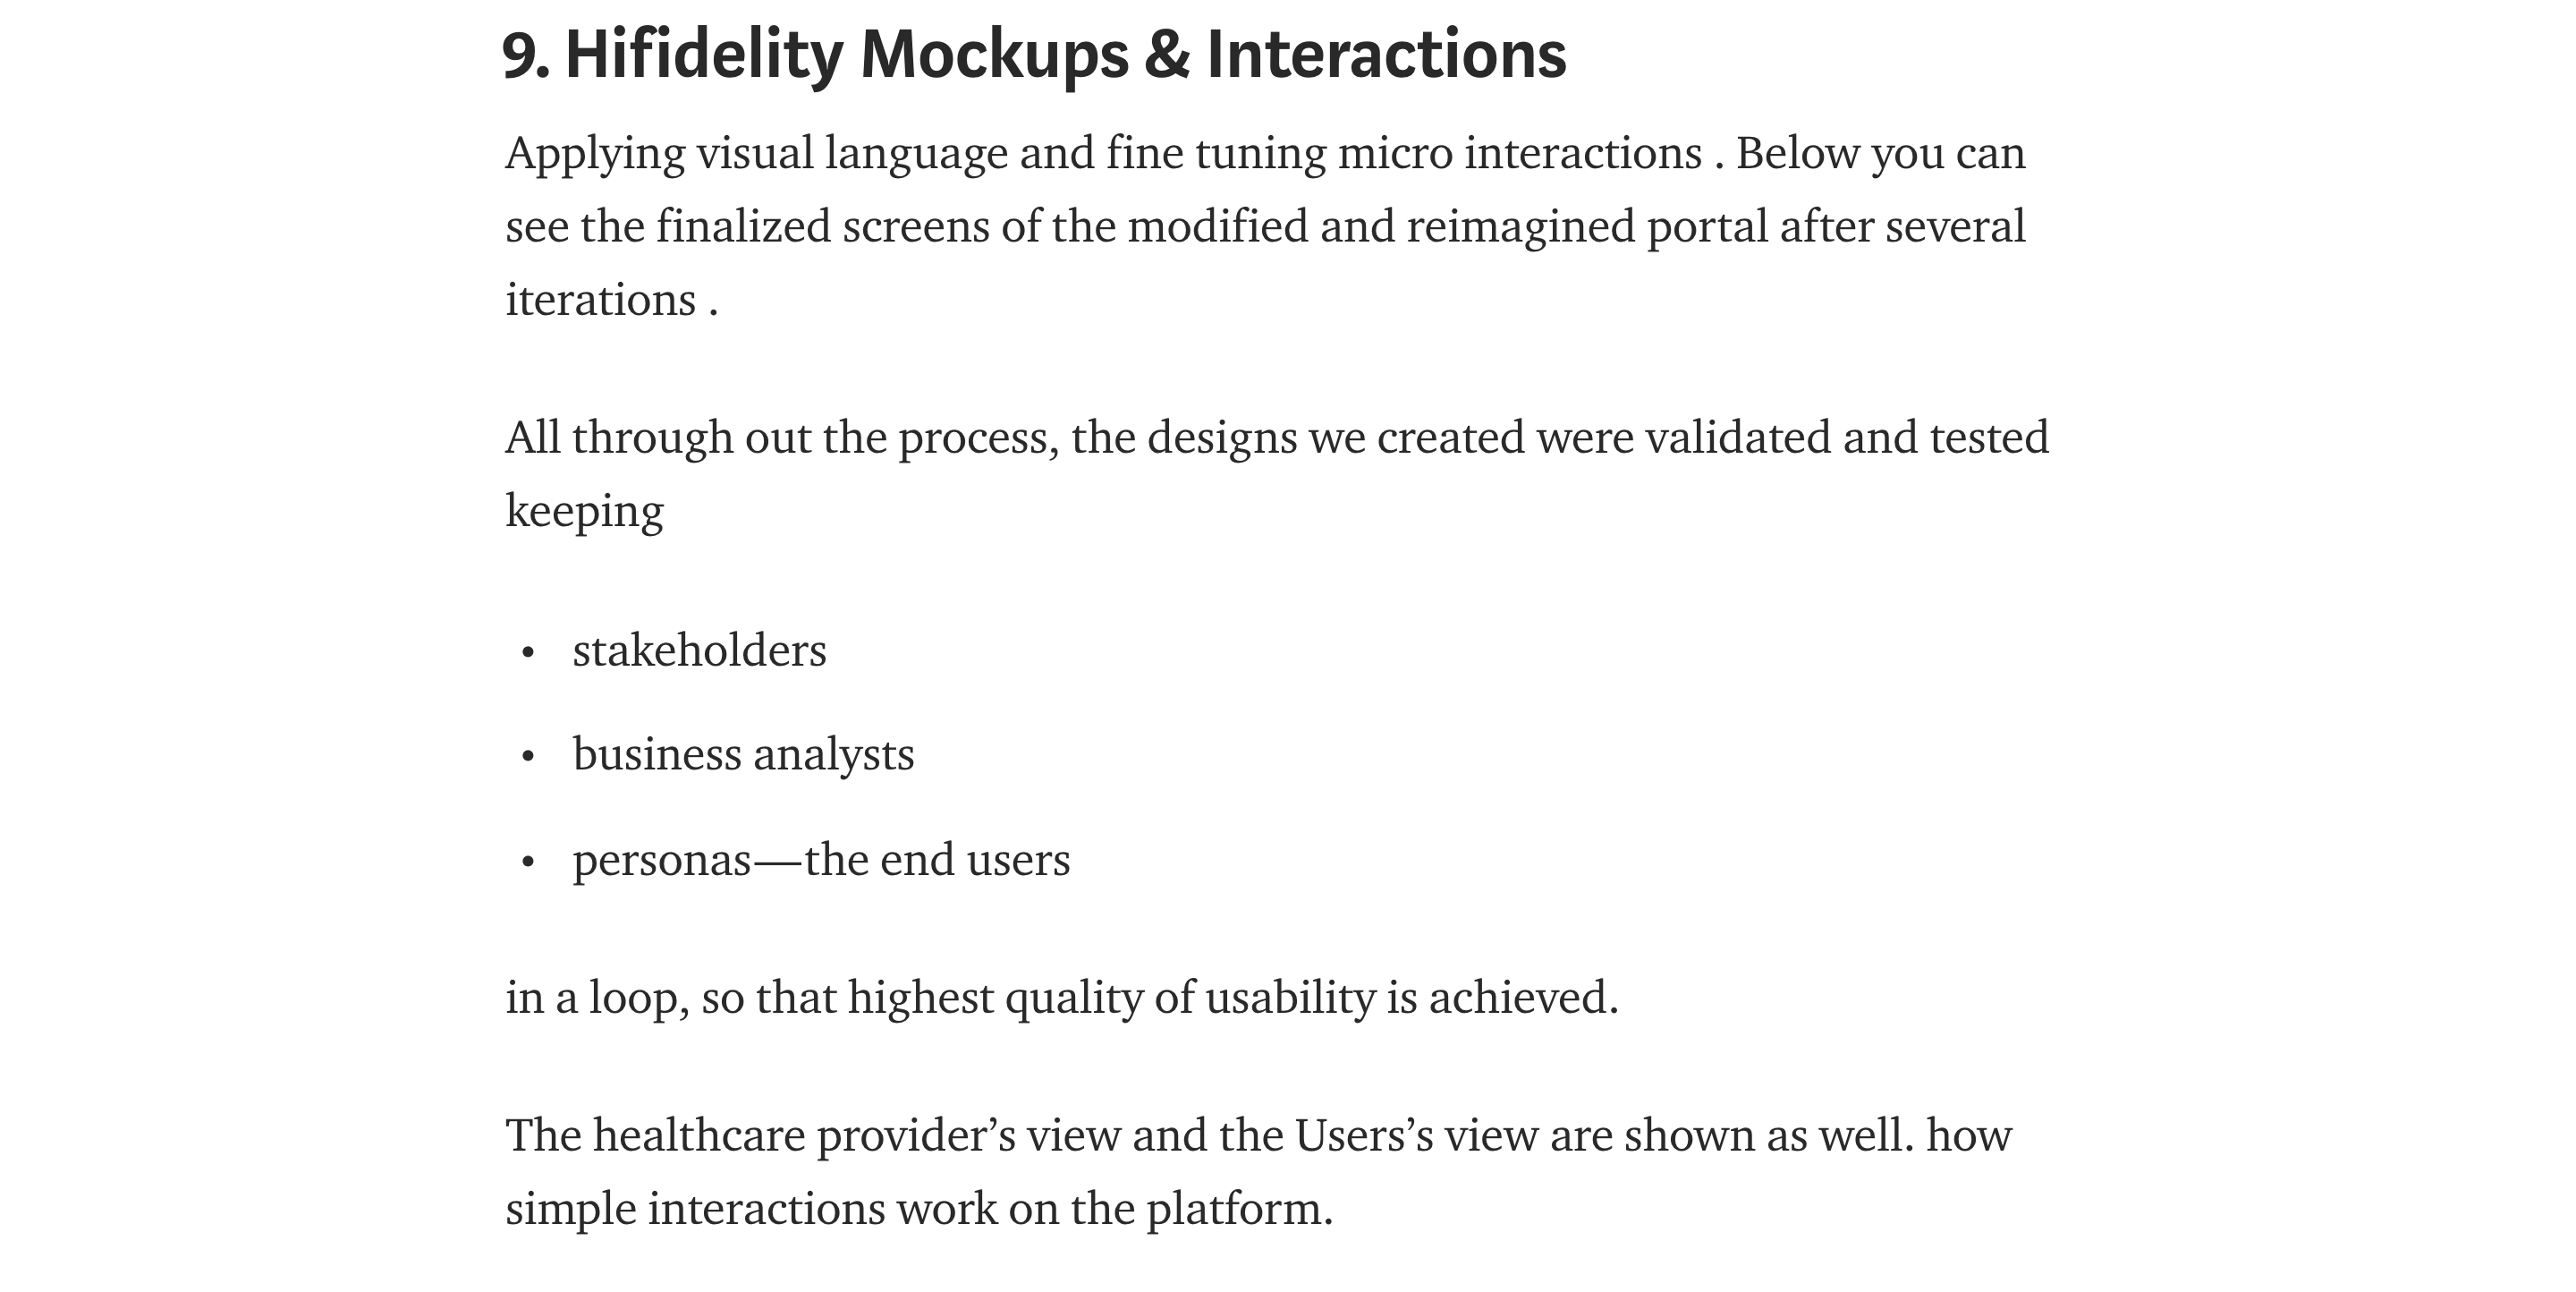 9. Hifidelity Mockups & Interactions
Applying visual language and fine tuning micro interactions . Below you can
see the finalized screens of the modified and reimagined portal after several
iterations .
All through out the process, the designs we created were validated and tested
keeping
• stakeholders
• business analysts
• personas—the end users
in a loop, so that highest quality of usability is achieved.
The healthcare provider’s view and the Users’s view are shown as well. how
simple interactions work on the platform.